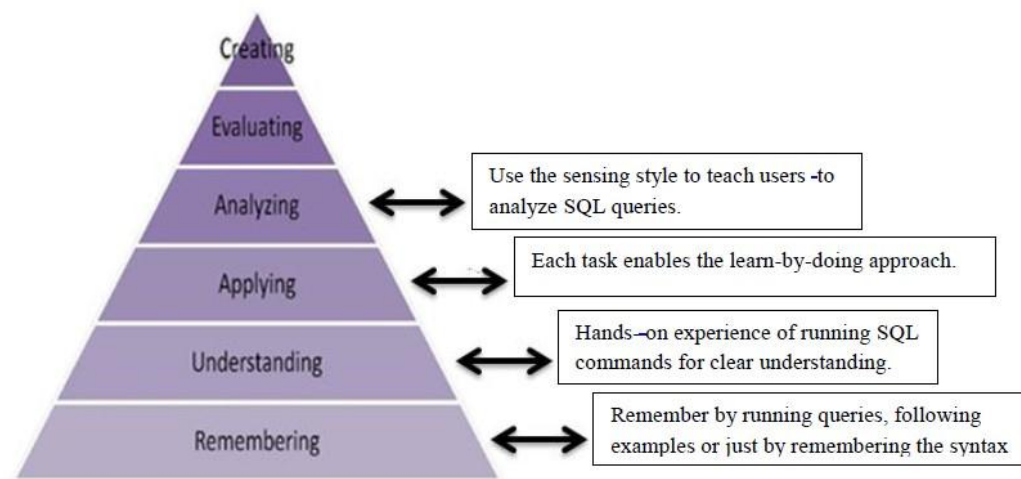 Creating
Evaluating
Analyzing
Use the sensing style to teach users -to
analyze SQL queries.
Applying
Each task enables the learn-by-doing approach.
Understanding
Hands-–on experience of running SQL
commands for clear understanding.
Remembering
Remember by running queries, following
examples or just by remembering the syntax